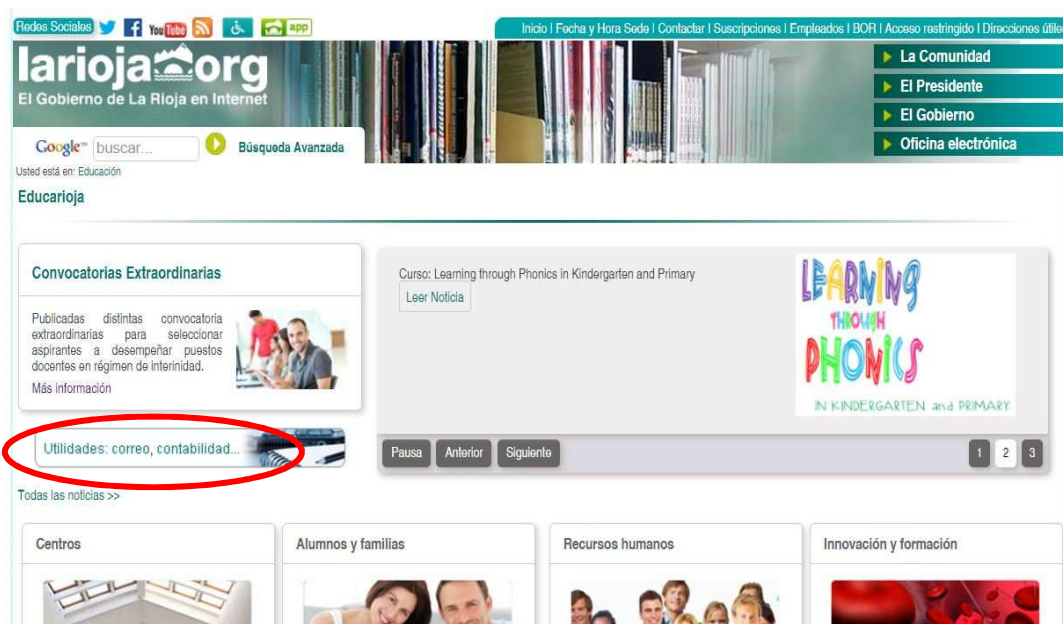 Redes Sociales YouTube app
Inicio | Fecha y Hora Sede | Contactar | Suscripciones | Empleados | BOR | Acceso restringido | Direcciones útiles
larioja org
El Gobierno de La Rioja en Internet
La Comunidad
El Presidente
El Gobierno
Oficina electrónica
Google™ buscar... Búsqueda Avanzada
Usted está en: Educación
Educarioja
Convocatorias Extraordinarias
Publicadas distintas convocatoria
extraordinarias para seleccionar
aspirantes a desempeñar puestos
docentes en régimen de interinidad.
Más información
Utilidades: correo, contabilidad...
Curso: Learning through Phonics in Kindergarten and Primary
Leer Noticia
LEARNING
THROUGH
PHONICS
IN KINDERGARTEN and PRIMARY
Pausa Anterior Siguiente 1 2 3
Todas las noticias >>
Centros
Alumnos y familias
Recursos humanos
Innovación y formación